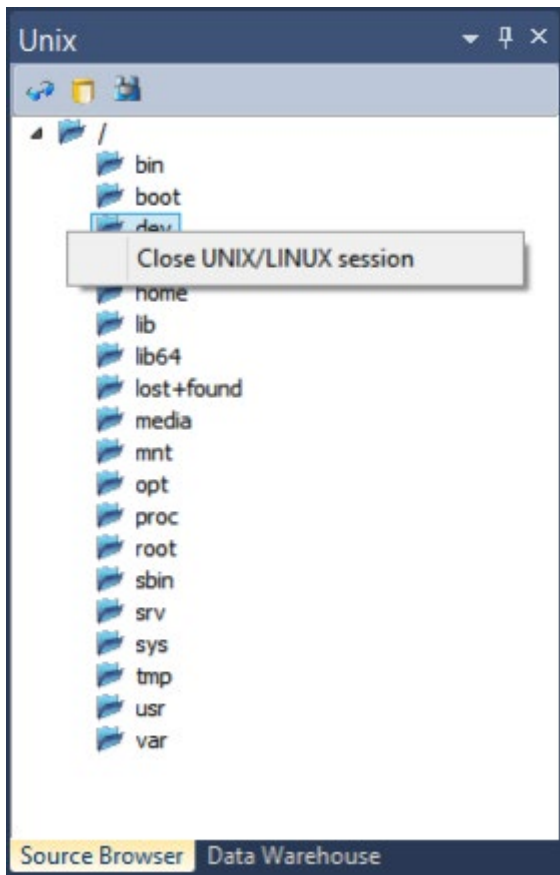 Unix
/
bin
boot
dev
Close UNIX/LINUX session
home
lib
lib64
lost+found
media
mnt
opt
proc
root
sbin
srv
sys
tmp
usr
var
Source Browser Data Warehouse